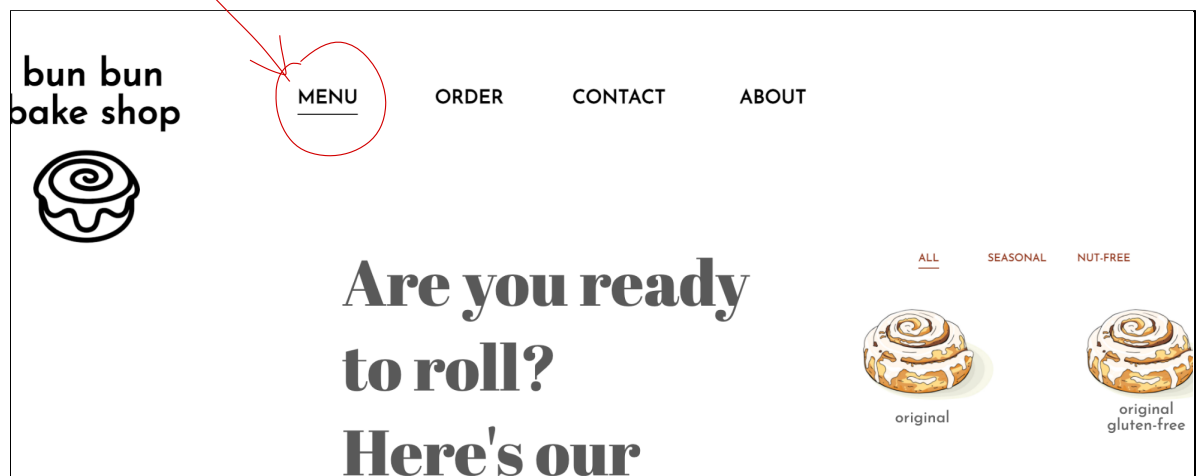 bun bun
bake shop
MENU ORDER CONTACT ABOUT
Are you ready
to roll?
Here's our
ALL SEASONAL NUT-FREE
original
original
gluten-free